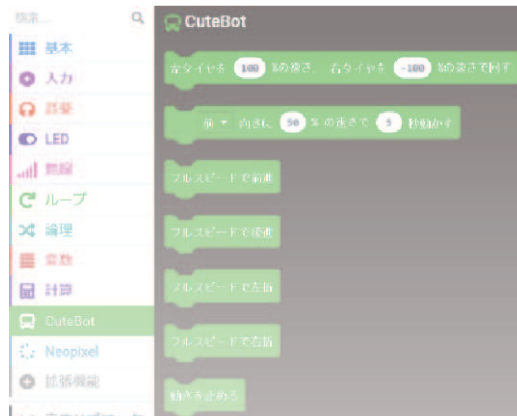 検索...
CuteBot
基本
左タイヤを 100 %の速さ、右タイヤを -100 %の速さで回す
入力
音楽
前 向きに 50 % の速さで 5 秒動かす
LED
無線
フルスピードで前進
ループ
論理
フルスピードで後進
変数
計算
フルスピードで左折
CuteBot
フルスピードで右折
Neopixel
拡張機能
動きを止める